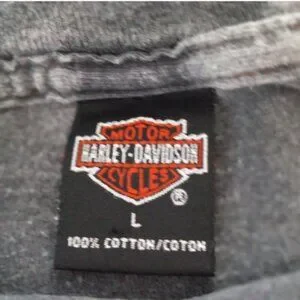 MOTOR
HARLEY-DAVIDSON
CYCLES
®
L
100% COTTON/COTON